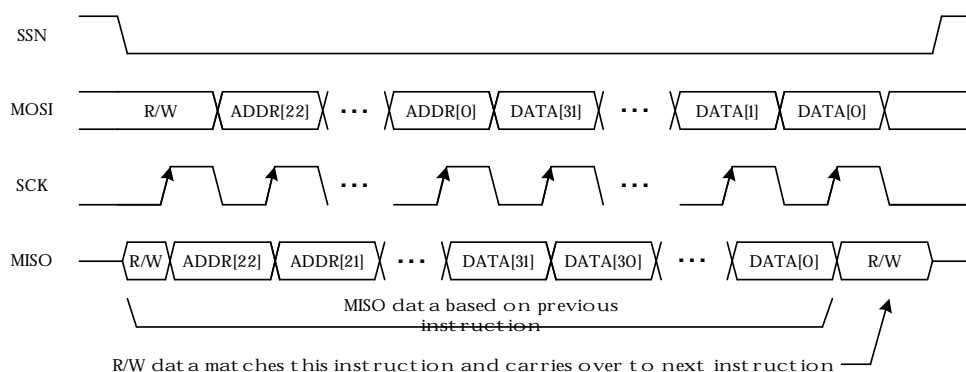 SSN
MOSI R/W ADDR[22] ... ADDR[0] DATA[31] ... DATA[1] DATA[0]
SCK ... ...
MISO R/W ADDR[22] ADDR[21] ... DATA[31] DATA[30] ... DATA[0] R/W
MISO data based on previous
instruction
R/W data matches this instruction and carries over to next instruction